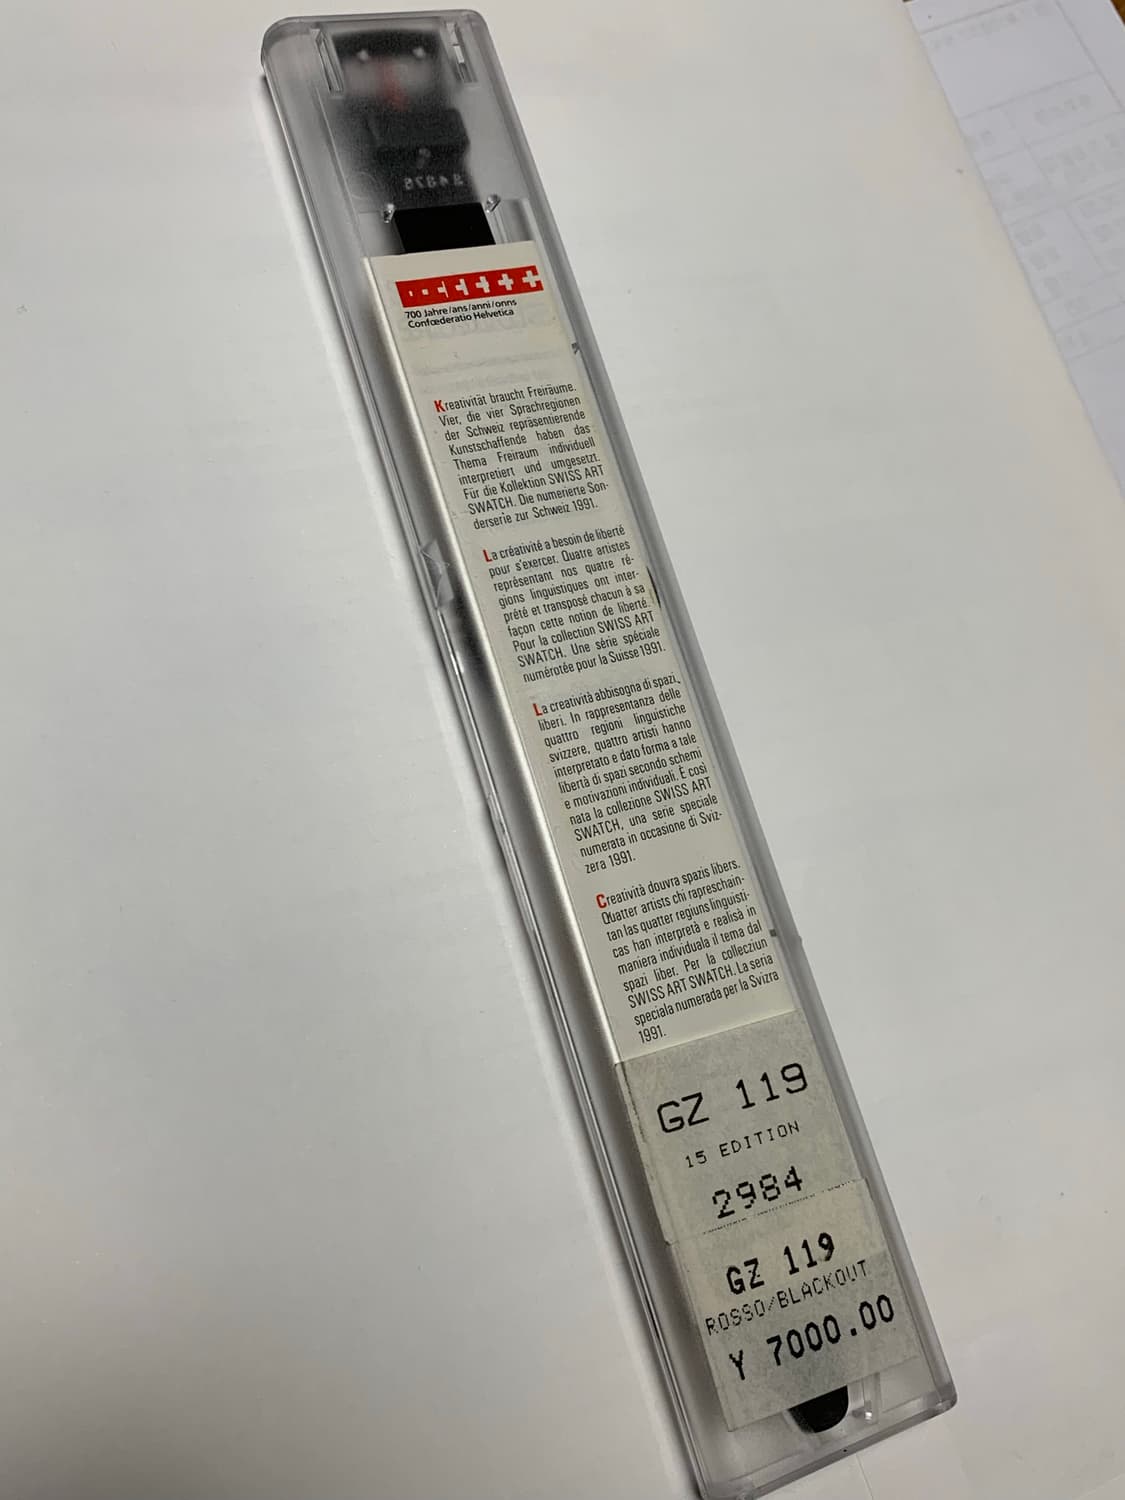 700 Jahre/ans/anni/onns
Confœderatio Helvetica
Kreativität braucht Freiräume.
Vier, die vier Sprachregionen
der Schweiz repräsentierende
Kunstschaffende haben das
Thema Freiraum individuell
interpretiert und umgesetzt.
Für die Kollektion SWISS ART
SWATCH. Die numerierte Son-
derserie zur Schweiz 1991.
La créativité a besoin de liberté
pour s'exercer. Quatre artistes
représentant nos quatre ré-
gions linguistiques ont inter-
prété et transposé chacun à sa
façon cette notion de liberté.
Pour la collection SWISS ART
SWATCH. Une série spéciale
numérotée pour la Suisse 1991.
La creatività abbisogna di spazi
liberi. In rappresentanza delle
quattro regioni linguistiche
svizzere, quattro artisti hanno
interpretato e dato forma a tale
libertà di spazi secondo schemi
e motivazioni individuali. È così
nata la collezione SWISS ART
SWATCH, una serie speciale
numerata in occasione di Sviz-
zera 1991.
Creatività douvra spazis libers.
Quatter artists chi rapreschain-
tan las quatter regiuns linguisti-
cas han interpretà e realisà in
maniera individuala il tema dal
spazi liber. Per la collecziun
SWISS ART SWATCH. La seria
speciala numerada per la Svizra
1991.
GZ 119
15 EDITION
2984
GZ 119
ROSSO/BLACKOUT
Y 7000.00